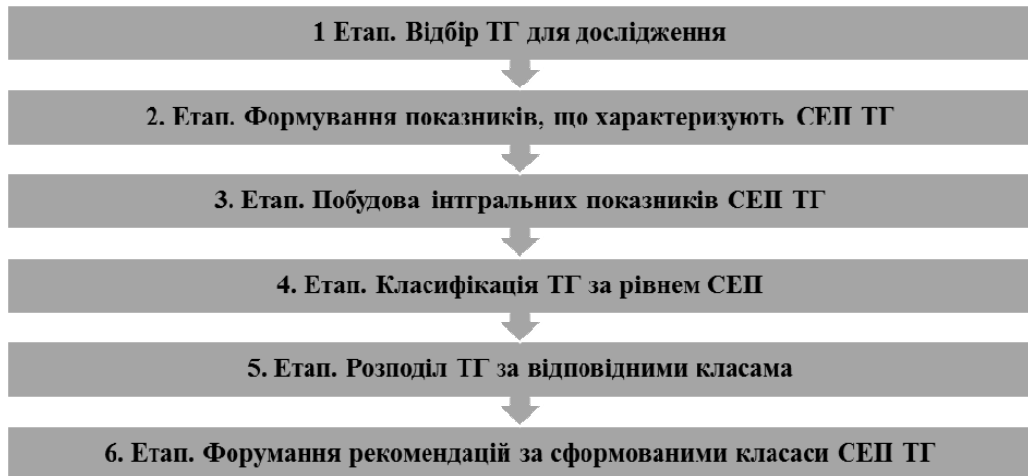 1 Етап. Відбір ТГ для дослідження
2. Етап. Формування показників, що характеризують СЕП ТГ
3. Етап. Побудова інтгральних показників СЕП ТГ
4. Етап. Класифікація ТГ за рівнем СЕП
5. Етап. Розподіл ТГ за відповідними класама
6. Етап. Форумання рекомендацій за сформованими класаси СЕП ТГ